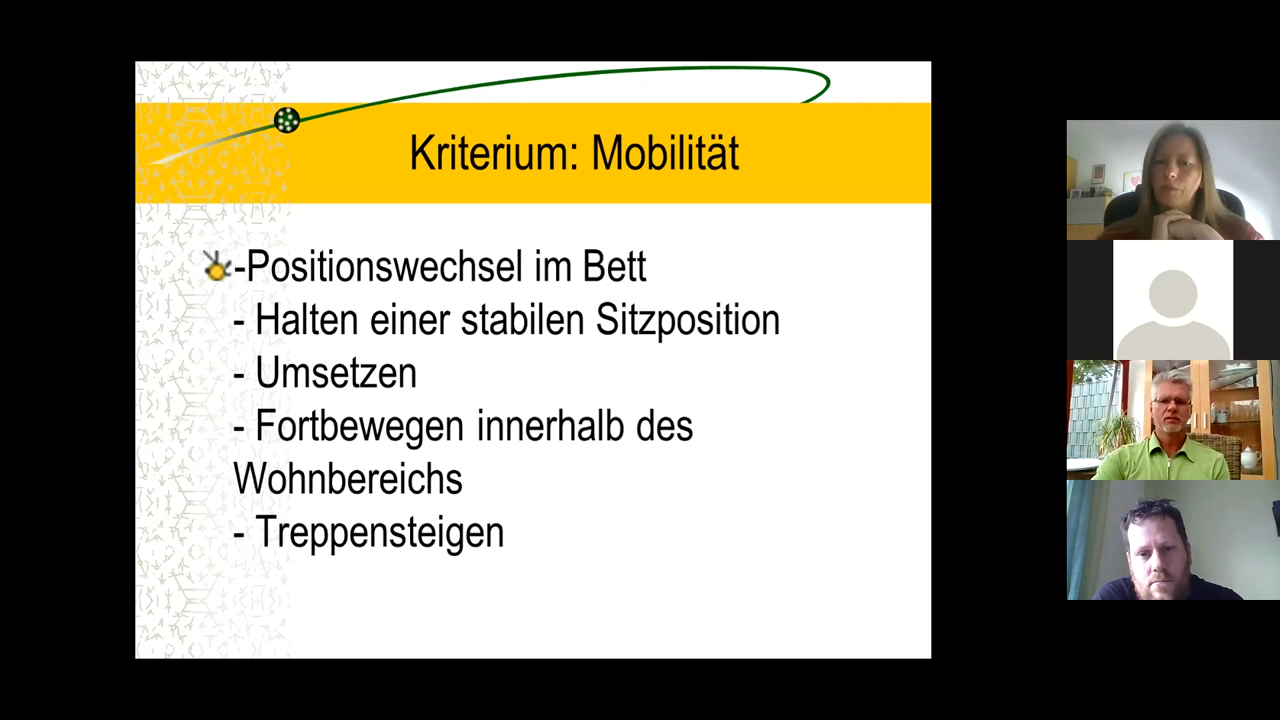 Kriterium: Mobilität
-Positionswechsel im Bett
- Halten einer stabilen Sitzposition
- Umsetzen
- Fortbewegen innerhalb des
Wohnbereichs
- Treppensteigen